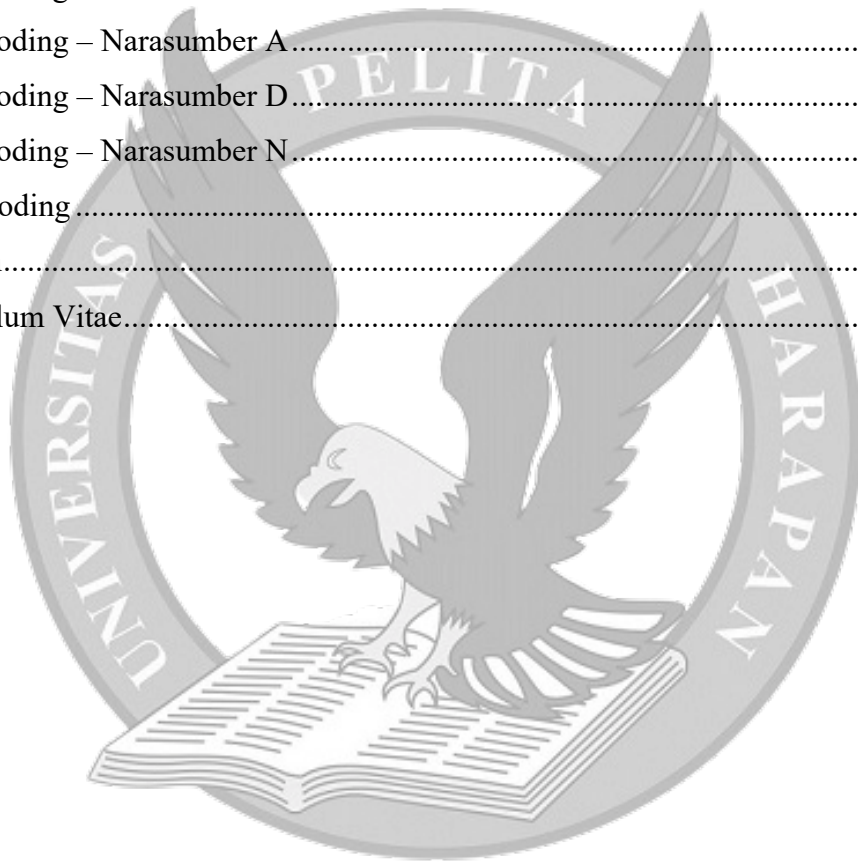 oding – Narasumber A
oding – Narasumber D
oding – Narasumber N
oding
lum Vitae
UNIVERSITAS PELITA HARAPAN